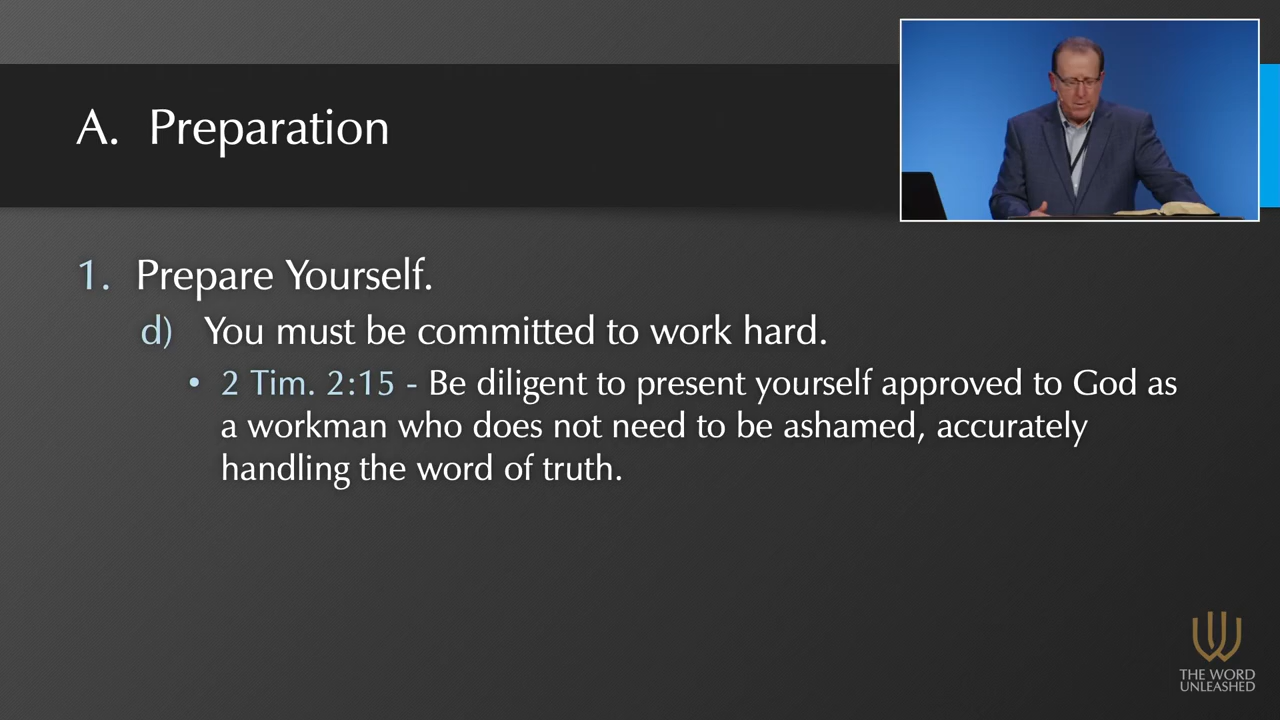 A. Preparation
1. Prepare Yourself.
d) You must be committed to work hard.
• 2 Tim. 2:15 - Be diligent to present yourself approved to God as
a workman who does not need to be ashamed, accurately
handling the word of truth.
THE WORD
UNLEASHED